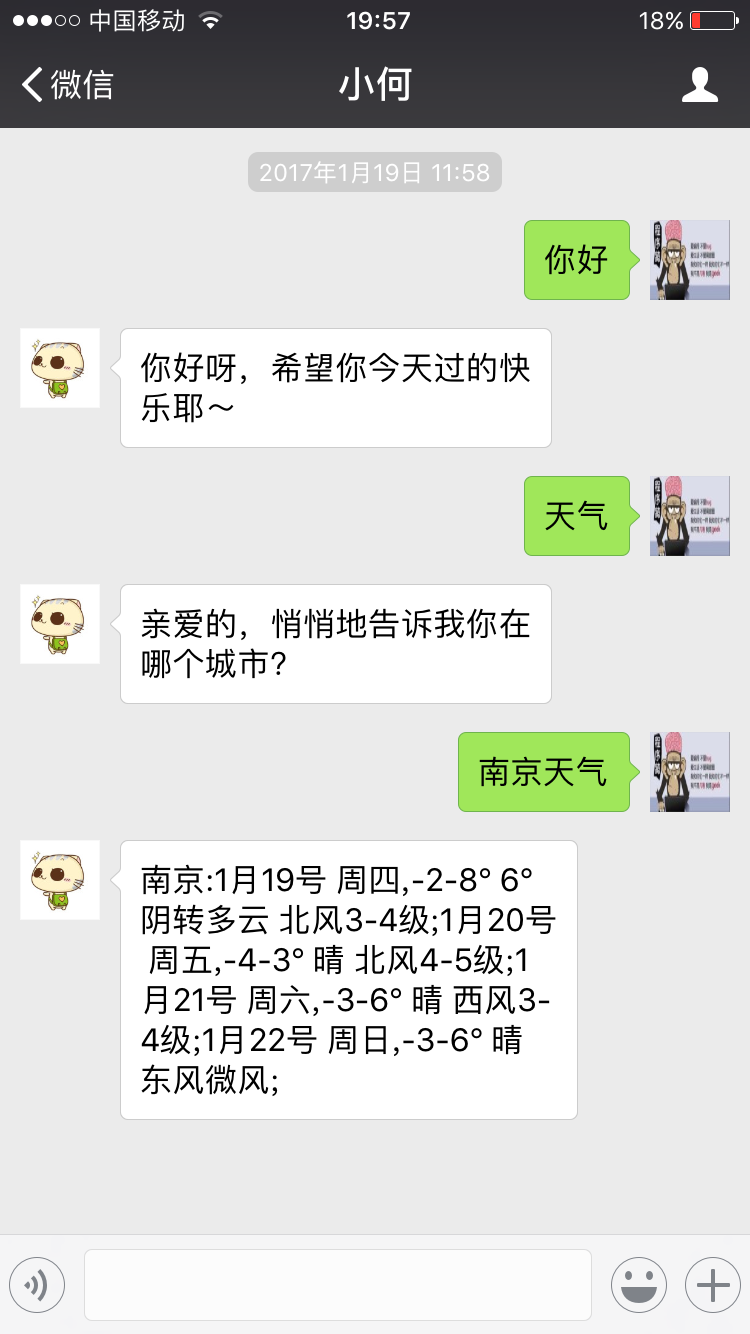 中国移动
19:57
18%
微信
小何
2017年1月19日 11:58
你好
你好呀，希望你今天过的快
乐耶～
天气
亲爱的，悄悄地告诉我你在
哪个城市?
南京天气
南京:1月19号 周四,-2-8° 6°
阴转多云 北风3-4级;1月20号
周五,-4-3° 晴 北风4-5级;1
月21号 周六,-3-6° 晴 西风3-
4级;1月22号 周日,-3-6° 晴
东风微风;